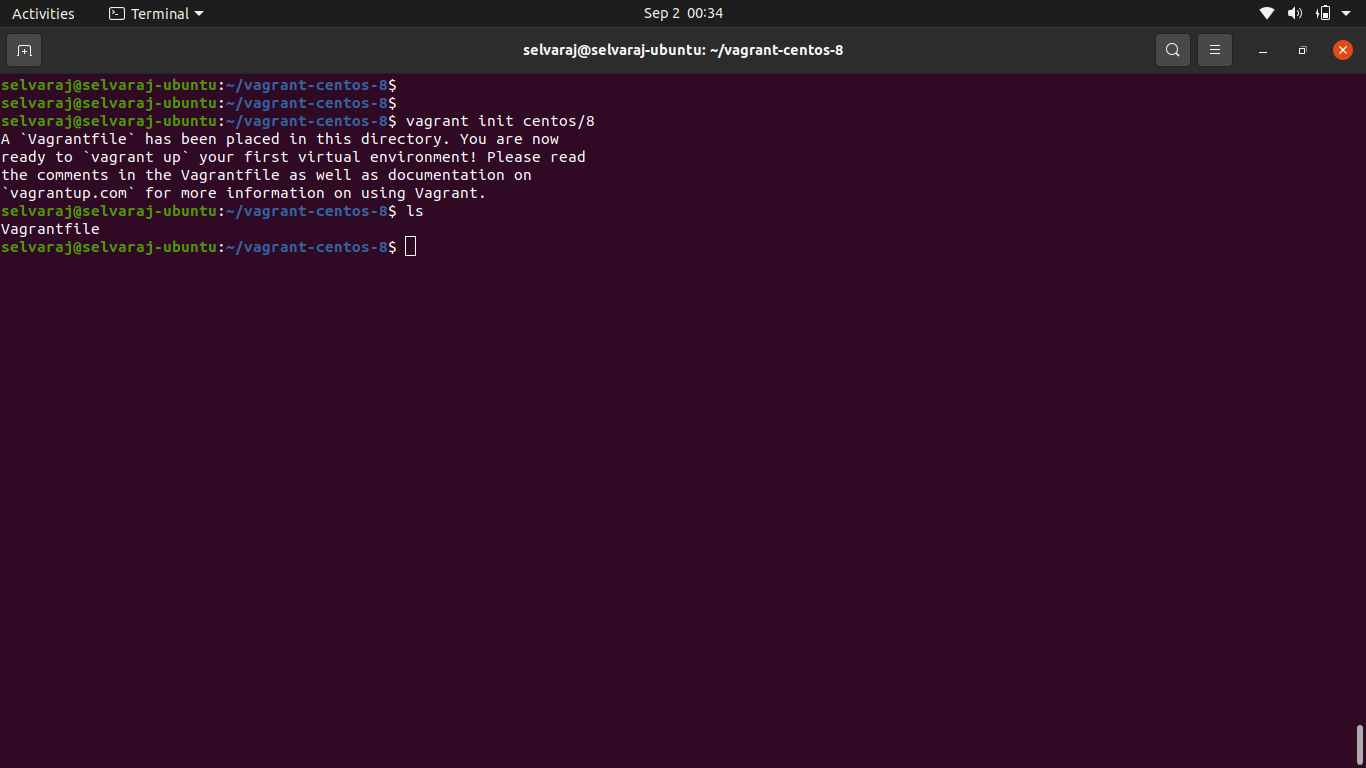 Activities Terminal Sep 2 00:34
selvaraj@selvaraj-ubuntu: ~/vagrant-centos-8
selvaraj@selvaraj-ubuntu:~/vagrant-centos-8$
selvaraj@selvaraj-ubuntu:~/vagrant-centos-8$
selvaraj@selvaraj-ubuntu:~/vagrant-centos-8$ vagrant init centos/8
A `Vagrantfile` has been placed in this directory. You are now
ready to `vagrant up` your first virtual environment! Please read
the comments in the Vagrantfile as well as documentation on
`vagrantup.com` for more information on using Vagrant.
selvaraj@selvaraj-ubuntu:~/vagrant-centos-8$ ls
Vagrantfile
selvaraj@selvaraj-ubuntu:~/vagrant-centos-8$